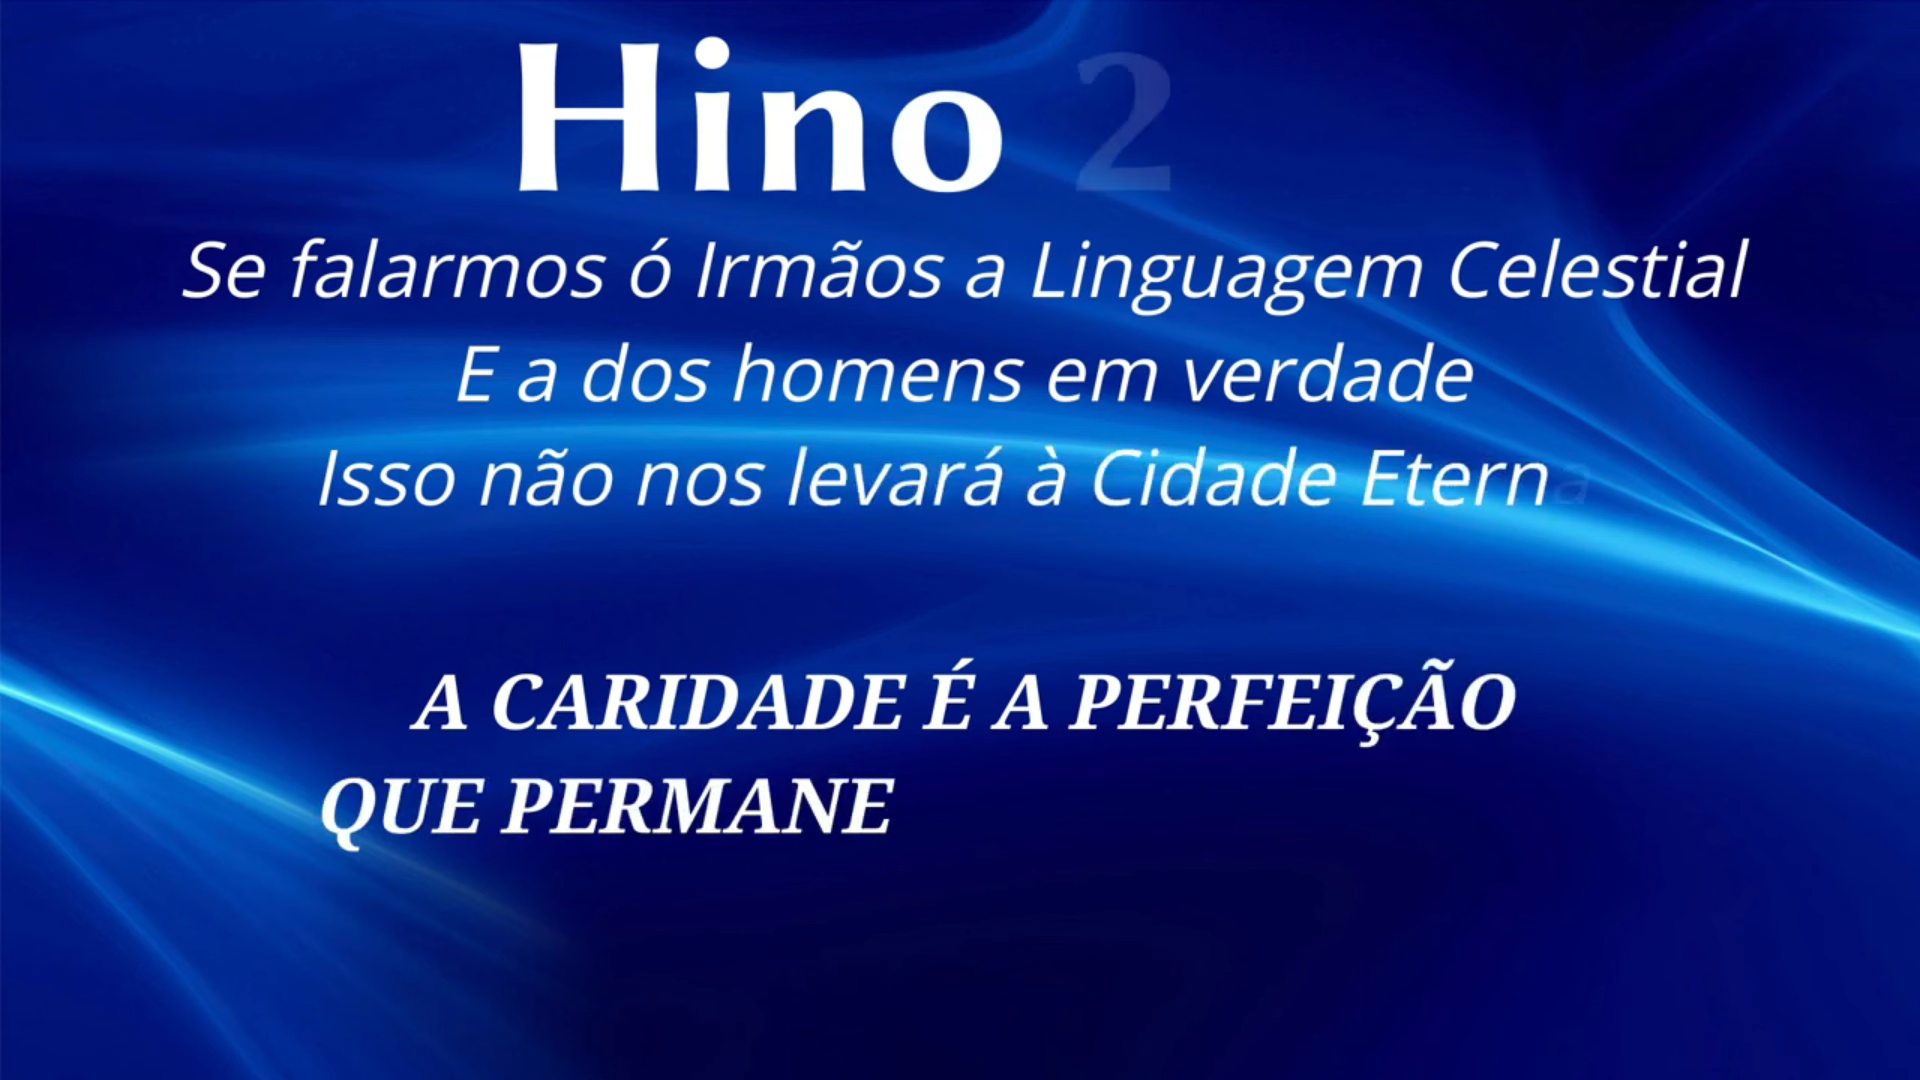 Hino 2
Se falarmos ó Irmãos a Linguagem Celestial
E a dos homens em verdade
Isso não nos levará à Cidade Eterna
A CARIDADE É A PERFEIÇÃO
QUE PERMANE